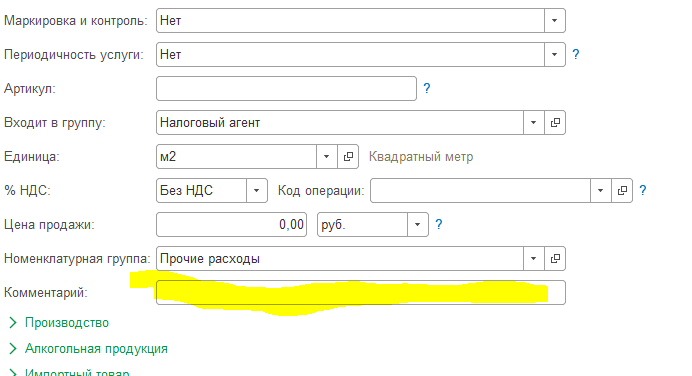 Маркировка и контроль: Нет
Периодичность услуги: Нет ?
Артикул: ?
Входит в группу: Налоговый агент
Единица: м2 Квадратный метр
% НДС: Без НДС Код операции: ?
Цена продажи: 0,00 руб. ?
Номенклатурная группа: Прочие расходы
Комментарий:
Производство
Алкогольная продукция
Импортный товар